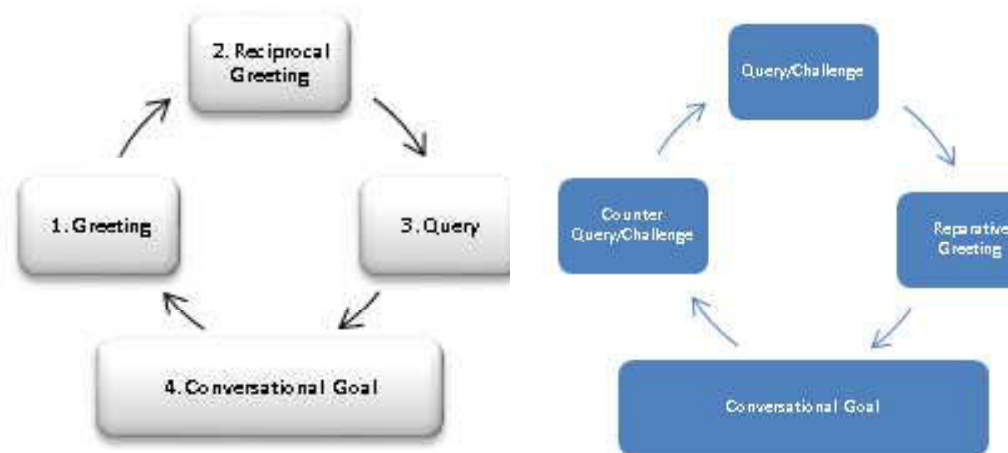 2. Reciprocal
Greeting
1. Greeting
3. Query
4. Conversational Goal
Query/Challenge
Counter
Query/Challenge
Reparative
Greeting
Conversational Goal